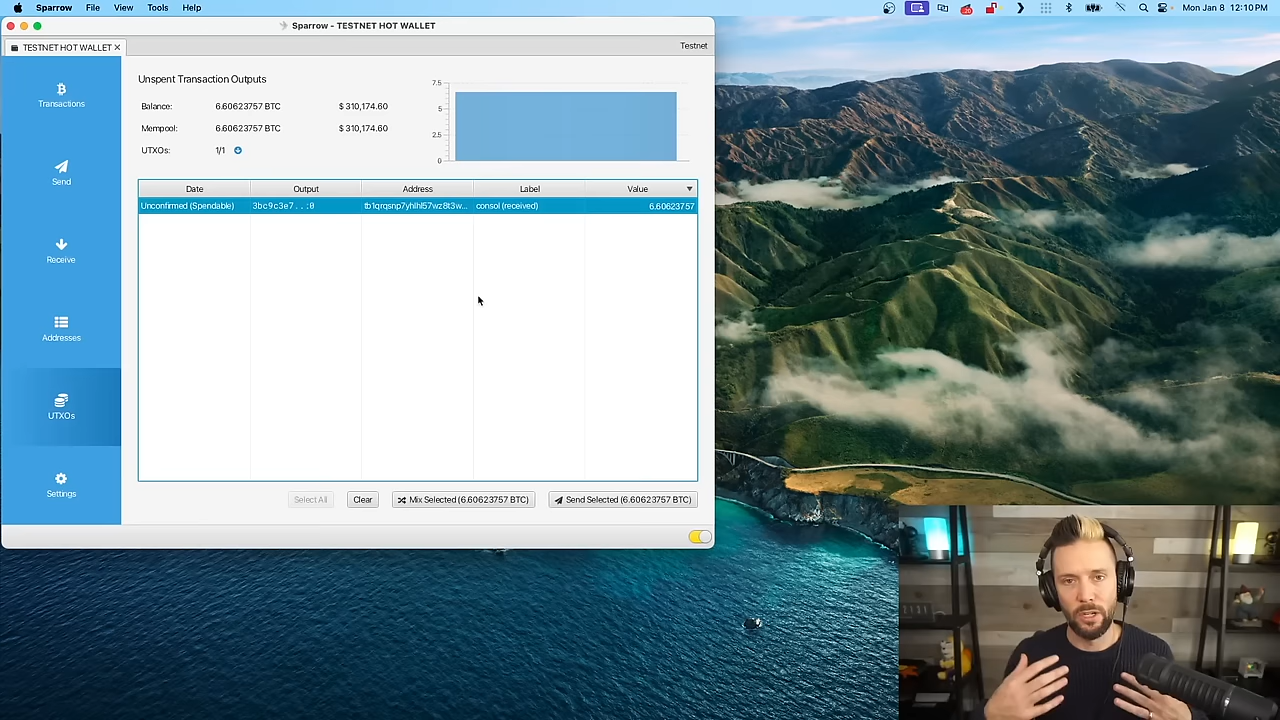 Sparrow File View Tools Help
Mon Jan 8 12:10 PM
Sparrow - TESTNET HOT WALLET
TESTNET HOT WALLET
Testnet
Transactions
Send
Receive
Addresses
UTXOs
Settings
Unspent Transaction Outputs
Balance: 6.60623757 BTC $ 310,174.60
Mempool: 6.60623757 BTC $ 310,174.60
UTXOs: 1/1
7.5
5
2.5
0
Date Output Address Label Value
Unconfirmed (Spendable) 3bc9c3e7..:0 tb1qrqsnp7yhlhl57wz8t3w... consol (received) 6.60623757
Select All Clear Mix Selected (6.60623757 BTC) Send Selected (6.60623757 BTC)